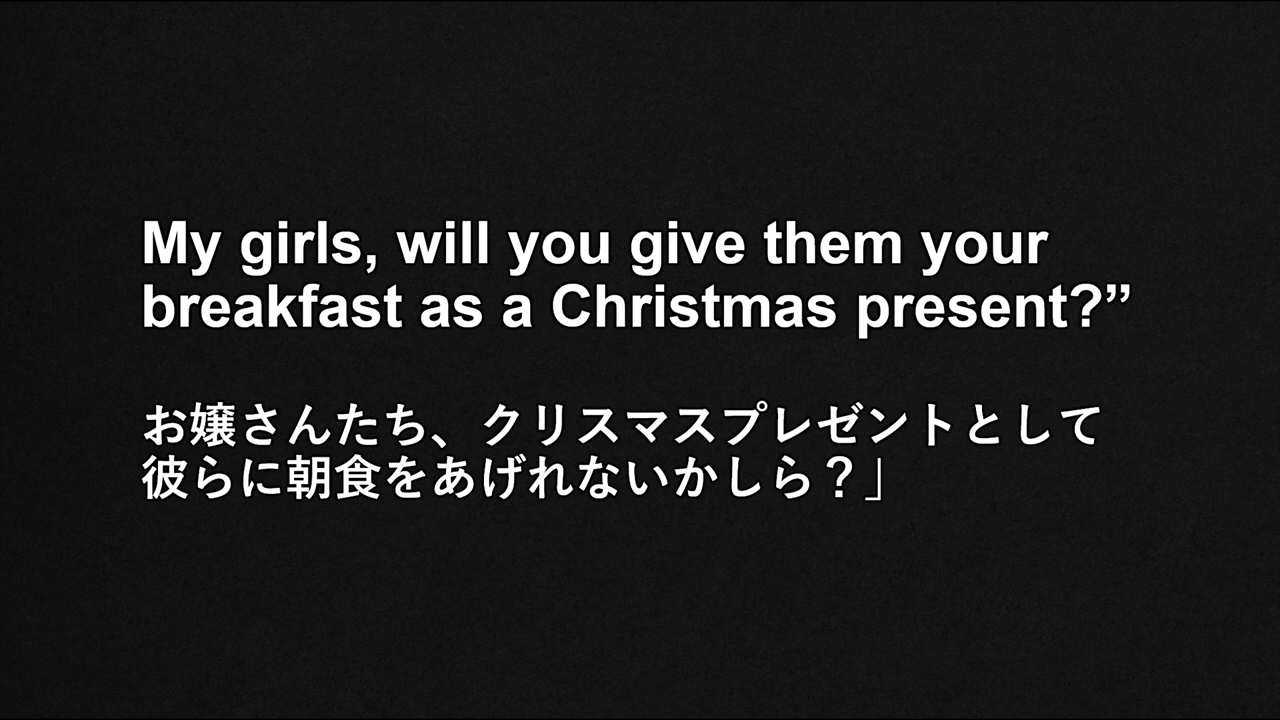 My girls, will you give them your
breakfast as a Christmas present?”
お嬢さんたち、クリスマスプレゼントとして
彼らに朝食をあげれないかしら？」